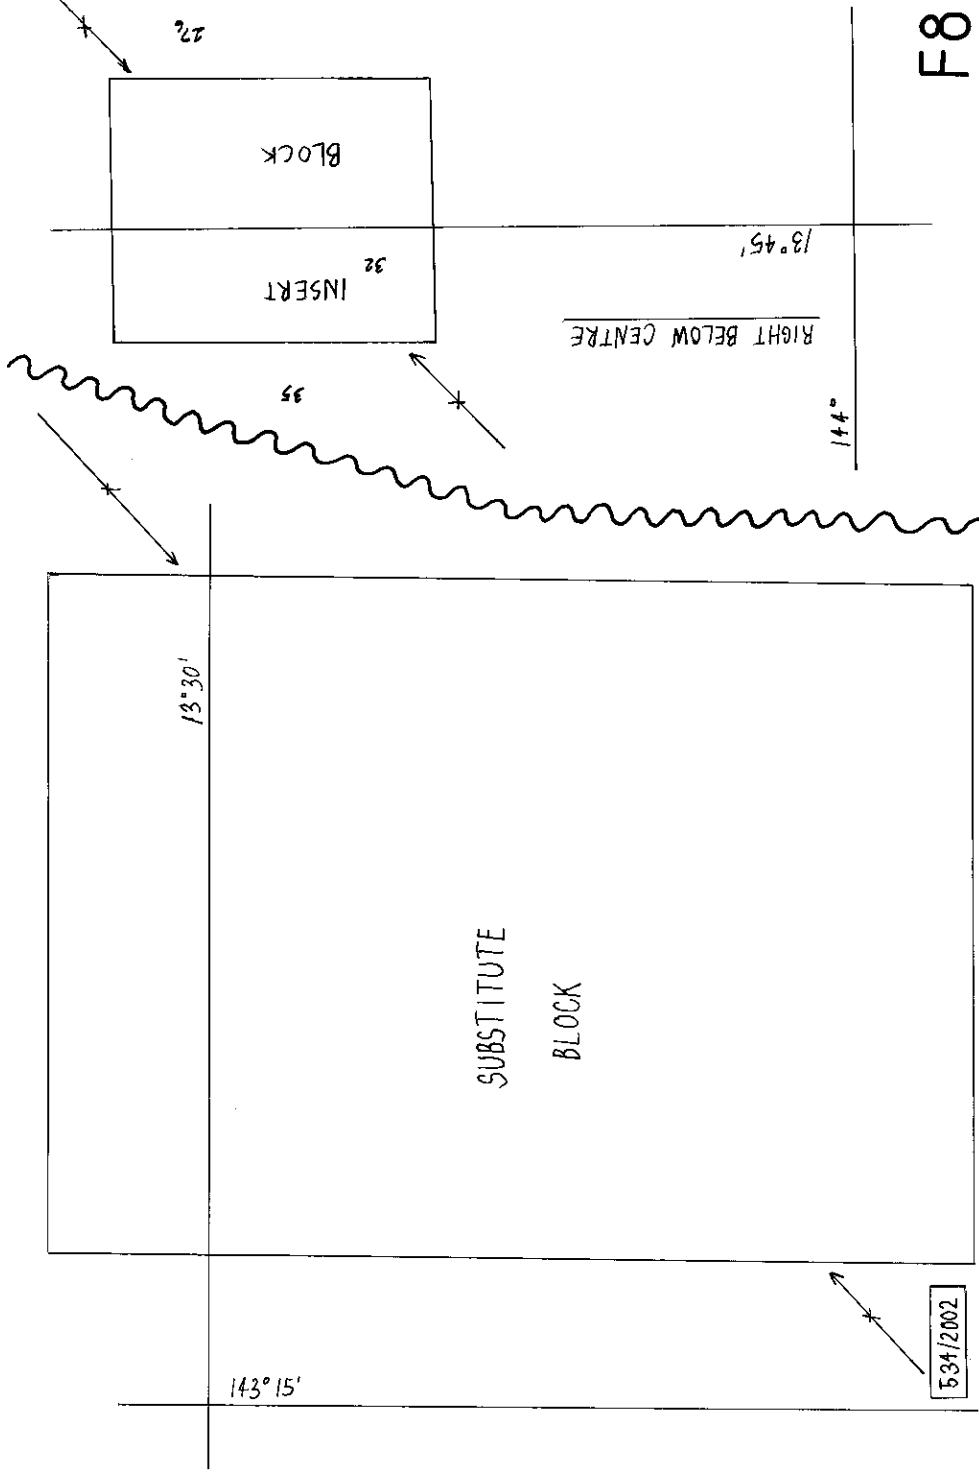 27₆
BLOCK
INSERT
32
13°45'
RIGHT BELOW CENTRE
35
144°
F8
13°30'
SUBSTITUTE
BLOCK
143°15'
534/2002